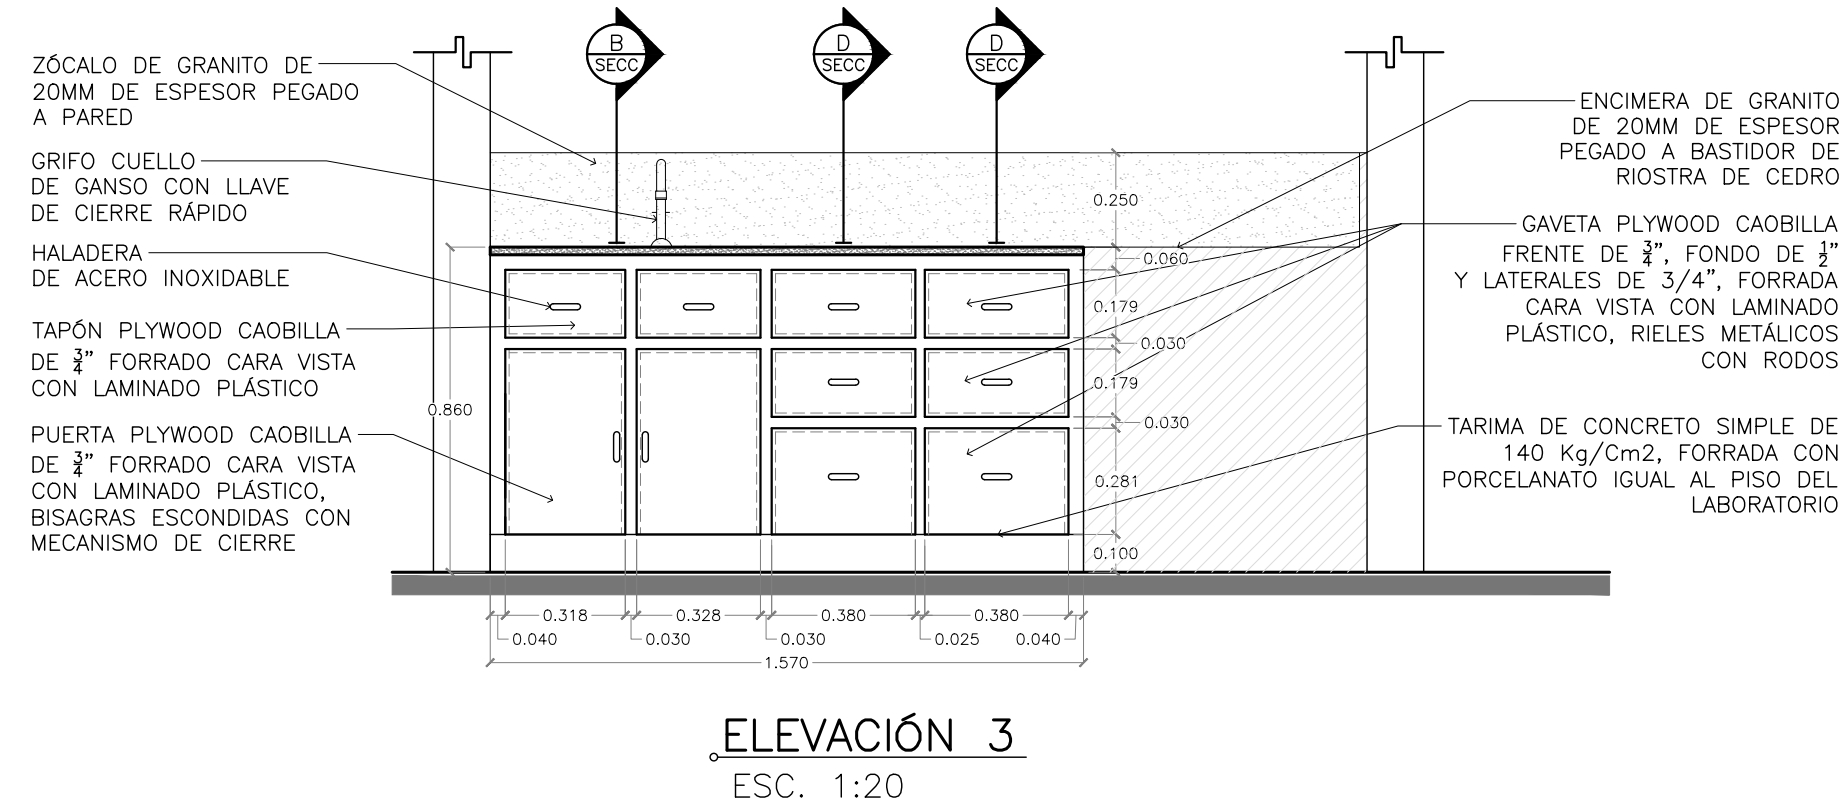 B
SECC
D
SECC
D
SECC
ZÓCALO DE GRANITO DE
20MM DE ESPESOR PEGADO
A PARED
GRIFO CUELLO
DE GANSO CON LLAVE
DE CIERRE RÁPIDO
HALADERA
DE ACERO INOXIDABLE
TAPÓN PLYWOOD CAOBILLA
DE 3/4" FORRADO CARA VISTA
CON LAMINADO PLÁSTICO
PUERTA PLYWOOD CAOBILLA
DE 3/4" FORRADO CARA VISTA
CON LAMINADO PLÁSTICO,
BISAGRAS ESCONDIDAS CON
MECANISMO DE CIERRE
0.860
ENCIMERA DE GRANITO
DE 20MM DE ESPESOR
PEGADO A BASTIDOR DE
RIOSTRA DE CEDRO
GAVETA PLYWOOD CAOBILLA
FRENTE DE 3/4", FONDO DE 1/2"
Y LATERALES DE 3/4", FORRADA
CARA VISTA CON LAMINADO
PLÁSTICO, RIELES METÁLICOS
CON RODOS
TARIMA DE CONCRETO SIMPLE DE
140 Kg/Cm2, FORRADA CON
PORCELANATO IGUAL AL PISO DEL
LABORATORIO
0.250
0.060
0.179
0.030
0.179
0.030
0.281
0.100
0.318 0.328 0.380 0.380
0.040 0.030 0.030 0.025 0.040
1.570
ELEVACIÓN 3
ESC. 1:20